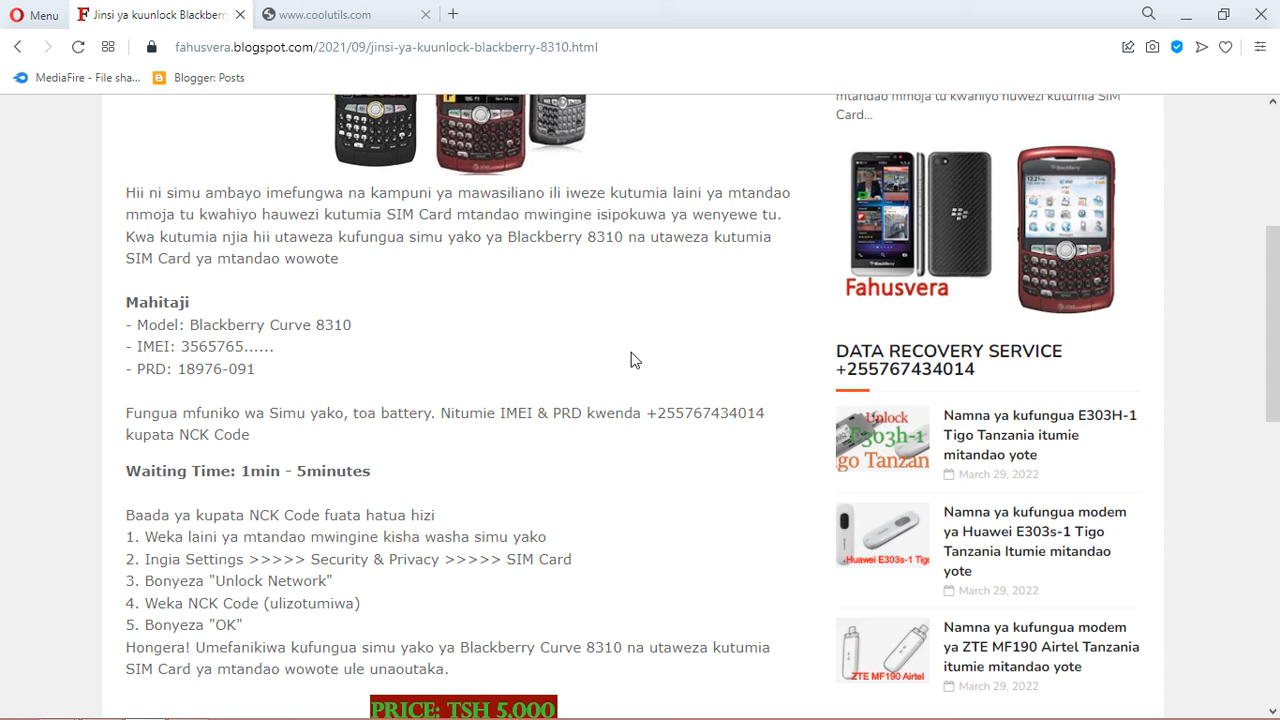 Menu
Jinsi ya kuunlock Blackberry
www.coolutils.com
fahusvera.blogspot.com/2021/09/jinsi-ya-kuunlock-blackberry-8310.html
MediaFire - File sha...
Blogger: Posts
Hii ni simu ambayo imefungwa na kampuni ya mawasiliano ili iweze kutumia laini ya mtandao
mmoja tu kwahiyo hauwezi kutumia SIM Card mtandao mwingine isipokuwa ya wenyewe tu.
Kwa kutumia njia hii utaweza kufungua simu yako ya Blackberry 8310 na utaweza kutumia
SIM Card ya mtandao wowote
Mahitaji
- Model: Blackberry Curve 8310
- IMEI: 3565765......
- PRD: 18976-091
Fungua mfuniko wa Simu yako, toa battery. Nitumie IMEI & PRD kwenda +255767434014
kupata NCK Code
Waiting Time: 1min - 5minutes
Baada ya kupata NCK Code fuata hatua hizi
1. Weka laini ya mtandao mwingine kisha washa simu yako
2. Ingia Settings >>>>> Security & Privacy >>>>> SIM Card
3. Bonyeza "Unlock Network"
4. Weka NCK Code (ulizotumiwa)
5. Bonyeza "OK"
Hongera! Umefanikiwa kufungua simu yako ya Blackberry Curve 8310 na utaweza kutumia
SIM Card ya mtandao wowote ule unaoutaka.
PRICE: TSH 5,000
mtandao mmoja tu kwahiyo huwezi kutumia SIM
Card...
Fahusvera
DATA RECOVERY SERVICE
+255767434014
Unlock
E303h-1
Tigo Tanzan
Namna ya kufungua E303H-1
Tigo Tanzania itumie
mitandao yote
March 29, 2022
Huawei E303s-1 Tigo
Namna ya kufungua modem
ya Huawei E303s-1 Tigo
Tanzania Itumie mitandao
yote
March 29, 2022
ZTE MF190 Airtel
Namna ya kufungua modem
ya ZTE MF190 Airtel Tanzania
itumie mitandao yote
March 29, 2022